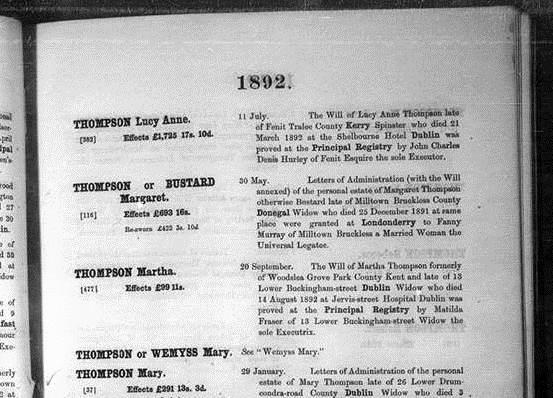 1892.
THOMPSON Lucy Anne.
[383] Effects £1,725 17s. 10d.
11 July. The Will of Lucy Anne Thompson late
of Fenit Tralee County Kerry Spinster who died 21
March 1892 at the Shelbourne Hotel Dublin was
proved at the Principal Registry by John Charles
Denis Hurley of Fenit Esquire the sole Executor.
THOMPSON or BUSTARD
Margaret.
[116] Effects £693 16s.
Re-sworn £423 3s. 10d
30 May. Letters of Administration (with the Will
annexed) of the personal estate of Margaret Thompson
otherwise Bustard late of Milltown Bruckless County
Donegal Widow who died 25 December 1891 at same
place were granted at Londonderry to Fanny
Murray of Milltown Bruckless a Married Woman the
Universal Legatee.
THOMPSON Martha.
[477] Effects £99 11s.
20 September. The Will of Martha Thompson formerly
of Woodslea Grove Park County Kent and late of 13
Lower Buckingham-street Dublin Widow who died
14 August 1892 at Jervis-street Hospital Dublin was
proved at the Principal Registry by Matilda
Fraser of 13 Lower Buckingham-street Widow the
sole Executrix.
THOMPSON or WEMYSS Mary. See "Wemyss Mary."
THOMPSON Mary.
[37] Effects £291 13s. 3d.
29 January. Letters of Administration of the personal
estate of Mary Thompson late of 26 Lower Drum-
condra-road County Dublin Widow who died 3